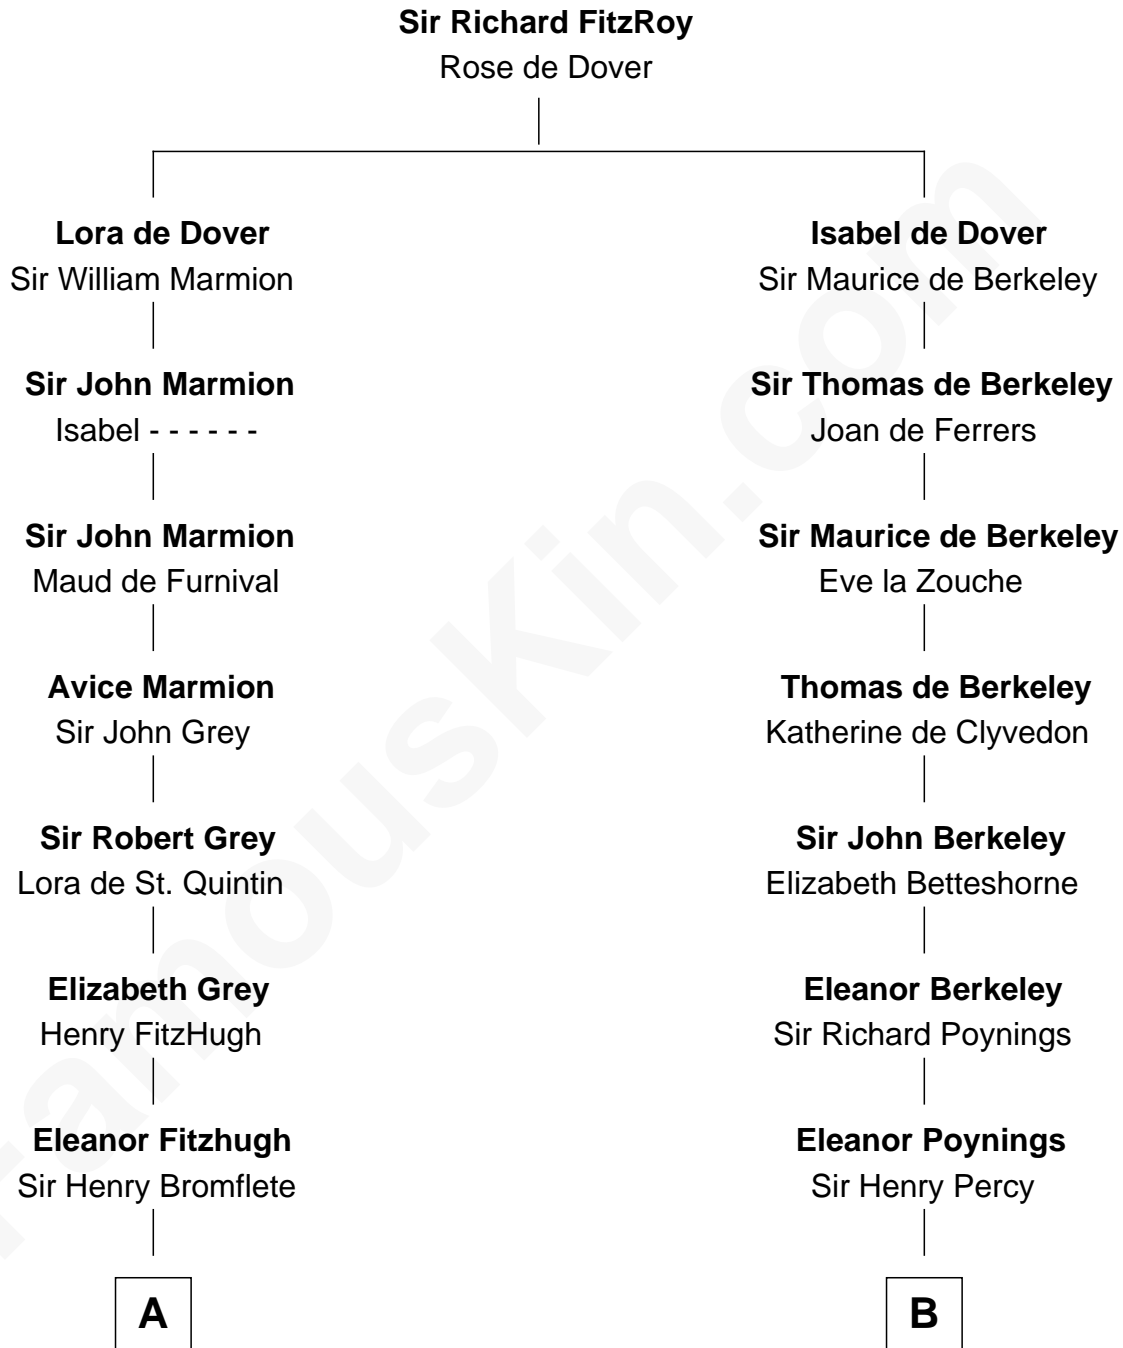 Sir Richard FitzRoy
Rose de Dover
Lora de Dover
Sir William Marmion
Isabel de Dover
Sir Maurice de Berkeley
Sir John Marmion
Isabel - - - - - -
Sir Thomas de Berkeley
Joan de Ferrers
Sir John Marmion
Maud de Furnival
Sir Maurice de Berkeley
Eve la Zouche
Avice Marmion
Sir John Grey
Thomas de Berkeley
Katherine de Clyvedon
Sir Robert Grey
Lora de St. Quintin
Sir John Berkeley
Elizabeth Betteshorne
Elizabeth Grey
Henry FitzHugh
Eleanor Berkeley
Sir Richard Poynings
Eleanor Fitzhugh
Sir Henry Bromflete
Eleanor Poynings
Sir Henry Percy
A
B
FamousKin.com